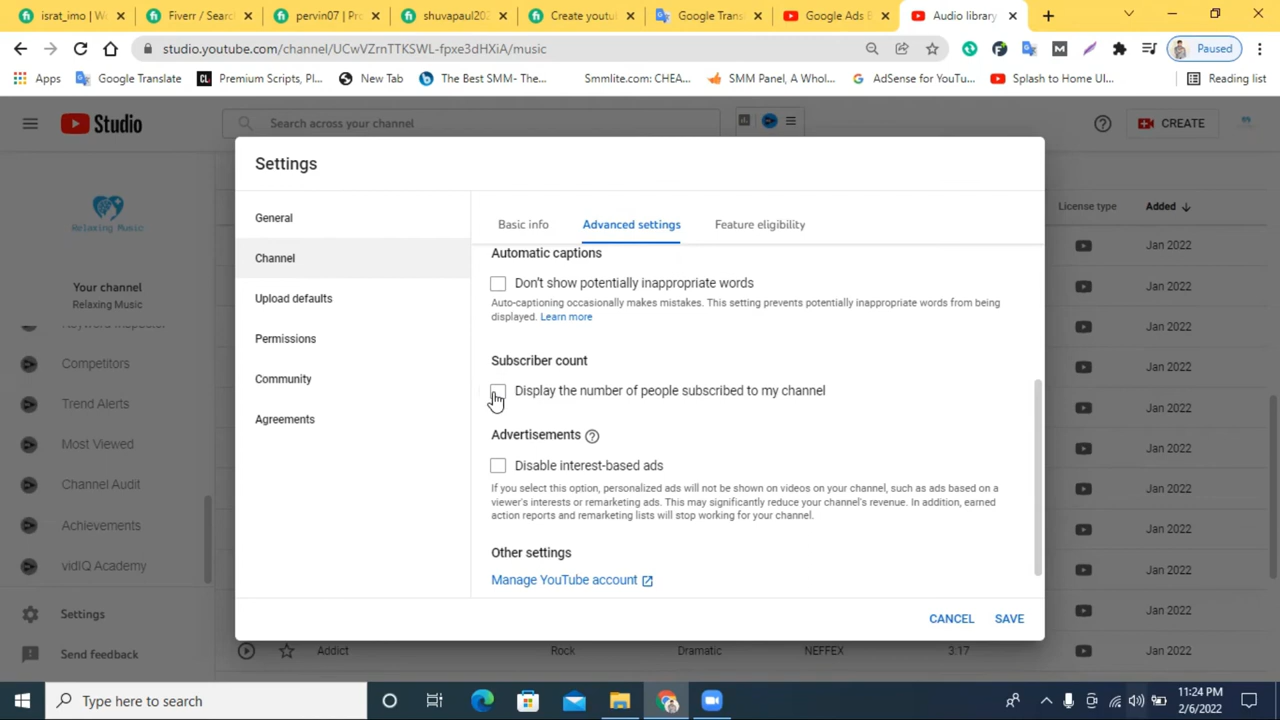 israt_imo | W
Fiverr / Searc
pervin07 | Pro
shuvapaul202
Create youtu
Google Trans
Google Ads B
Audio library
studio.youtube.com/channel/UCwVZrnTTKSWL-fpxe3dHXiA/music
Paused
Apps
Google Translate
Premium Scripts, Pl...
New Tab
The Best SMM- The...
Smmlite.com: CHEA...
SMM Panel, A Whol...
AdSense for YouTu...
Splash to Home UI...
Reading list
Studio
Search across your channel
CREATE
Settings
General
Channel
Upload defaults
Permissions
Community
Agreements
Basic info
Advanced settings
Feature eligibility
Automatic captions
Don't show potentially inappropriate words
Auto-captioning occasionally makes mistakes. This setting prevents potentially inappropriate words from being
displayed. Learn more
Subscriber count
Display the number of people subscribed to my channel
Advertisements
Disable interest-based ads
If you select this option, personalized ads will not be shown on videos on your channel, such as ads based on a
viewer's interests or remarketing ads. This may significantly reduce your channel's revenue. In addition, earned
action reports and remarketing lists will stop working for your channel.
Other settings
Manage YouTube account
CANCEL
SAVE
Relaxing Music
Your channel
Relaxing Music
Keyword Inspector
Competitors
Trend Alerts
Most Viewed
Channel Audit
Achievements
vidIQ Academy
Settings
Send feedback
License type
Added
Jan 2022
Jan 2022
Jan 2022
Jan 2022
Jan 2022
Jan 2022
Jan 2022
Jan 2022
Jan 2022
Jan 2022
Addict
Rock
Dramatic
NEFFEX
3:17
Jan 2022
Type here to search
11:24 PM
2/6/2022